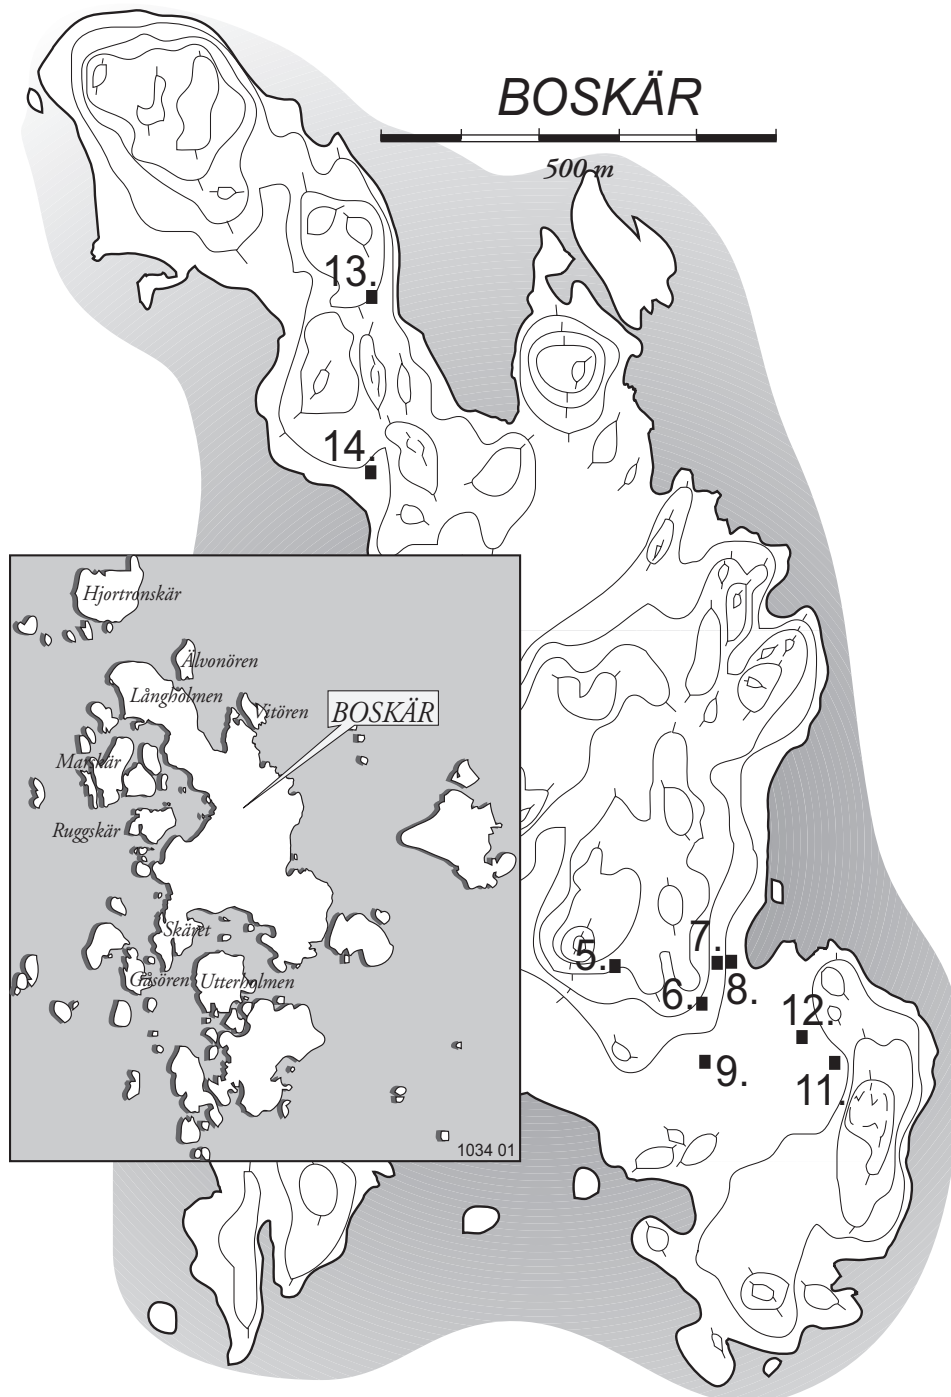 BOSKÄR
500 m
13.
14.
Hjortronskär
Älvonören
Långholmen
Vitören
BOSKÄR
Marskär
Ruggskär
Skäret
Gåsören
Utterholmen
1034 01
5.
7.
6.
8.
12.
9.
11.